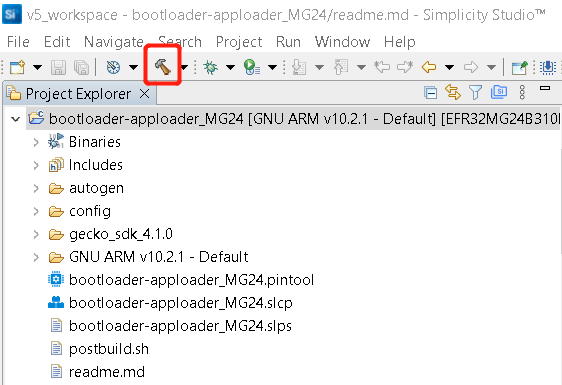 Si v5_workspace - bootloader-apploader_MG24/readme.md - Simplicity Studio™
File Edit Navigate Search Project Run Window Help
Project Explorer
bootloader-apploader_MG24 [GNU ARM v10.2.1 - Default] [EFR32MG24B310
Binaries
Includes
autogen
config
gecko_sdk_4.1.0
GNU ARM v10.2.1 - Default
bootloader-apploader_MG24.pintool
bootloader-apploader_MG24.slcp
bootloader-apploader_MG24.slps
postbuild.sh
readme.md